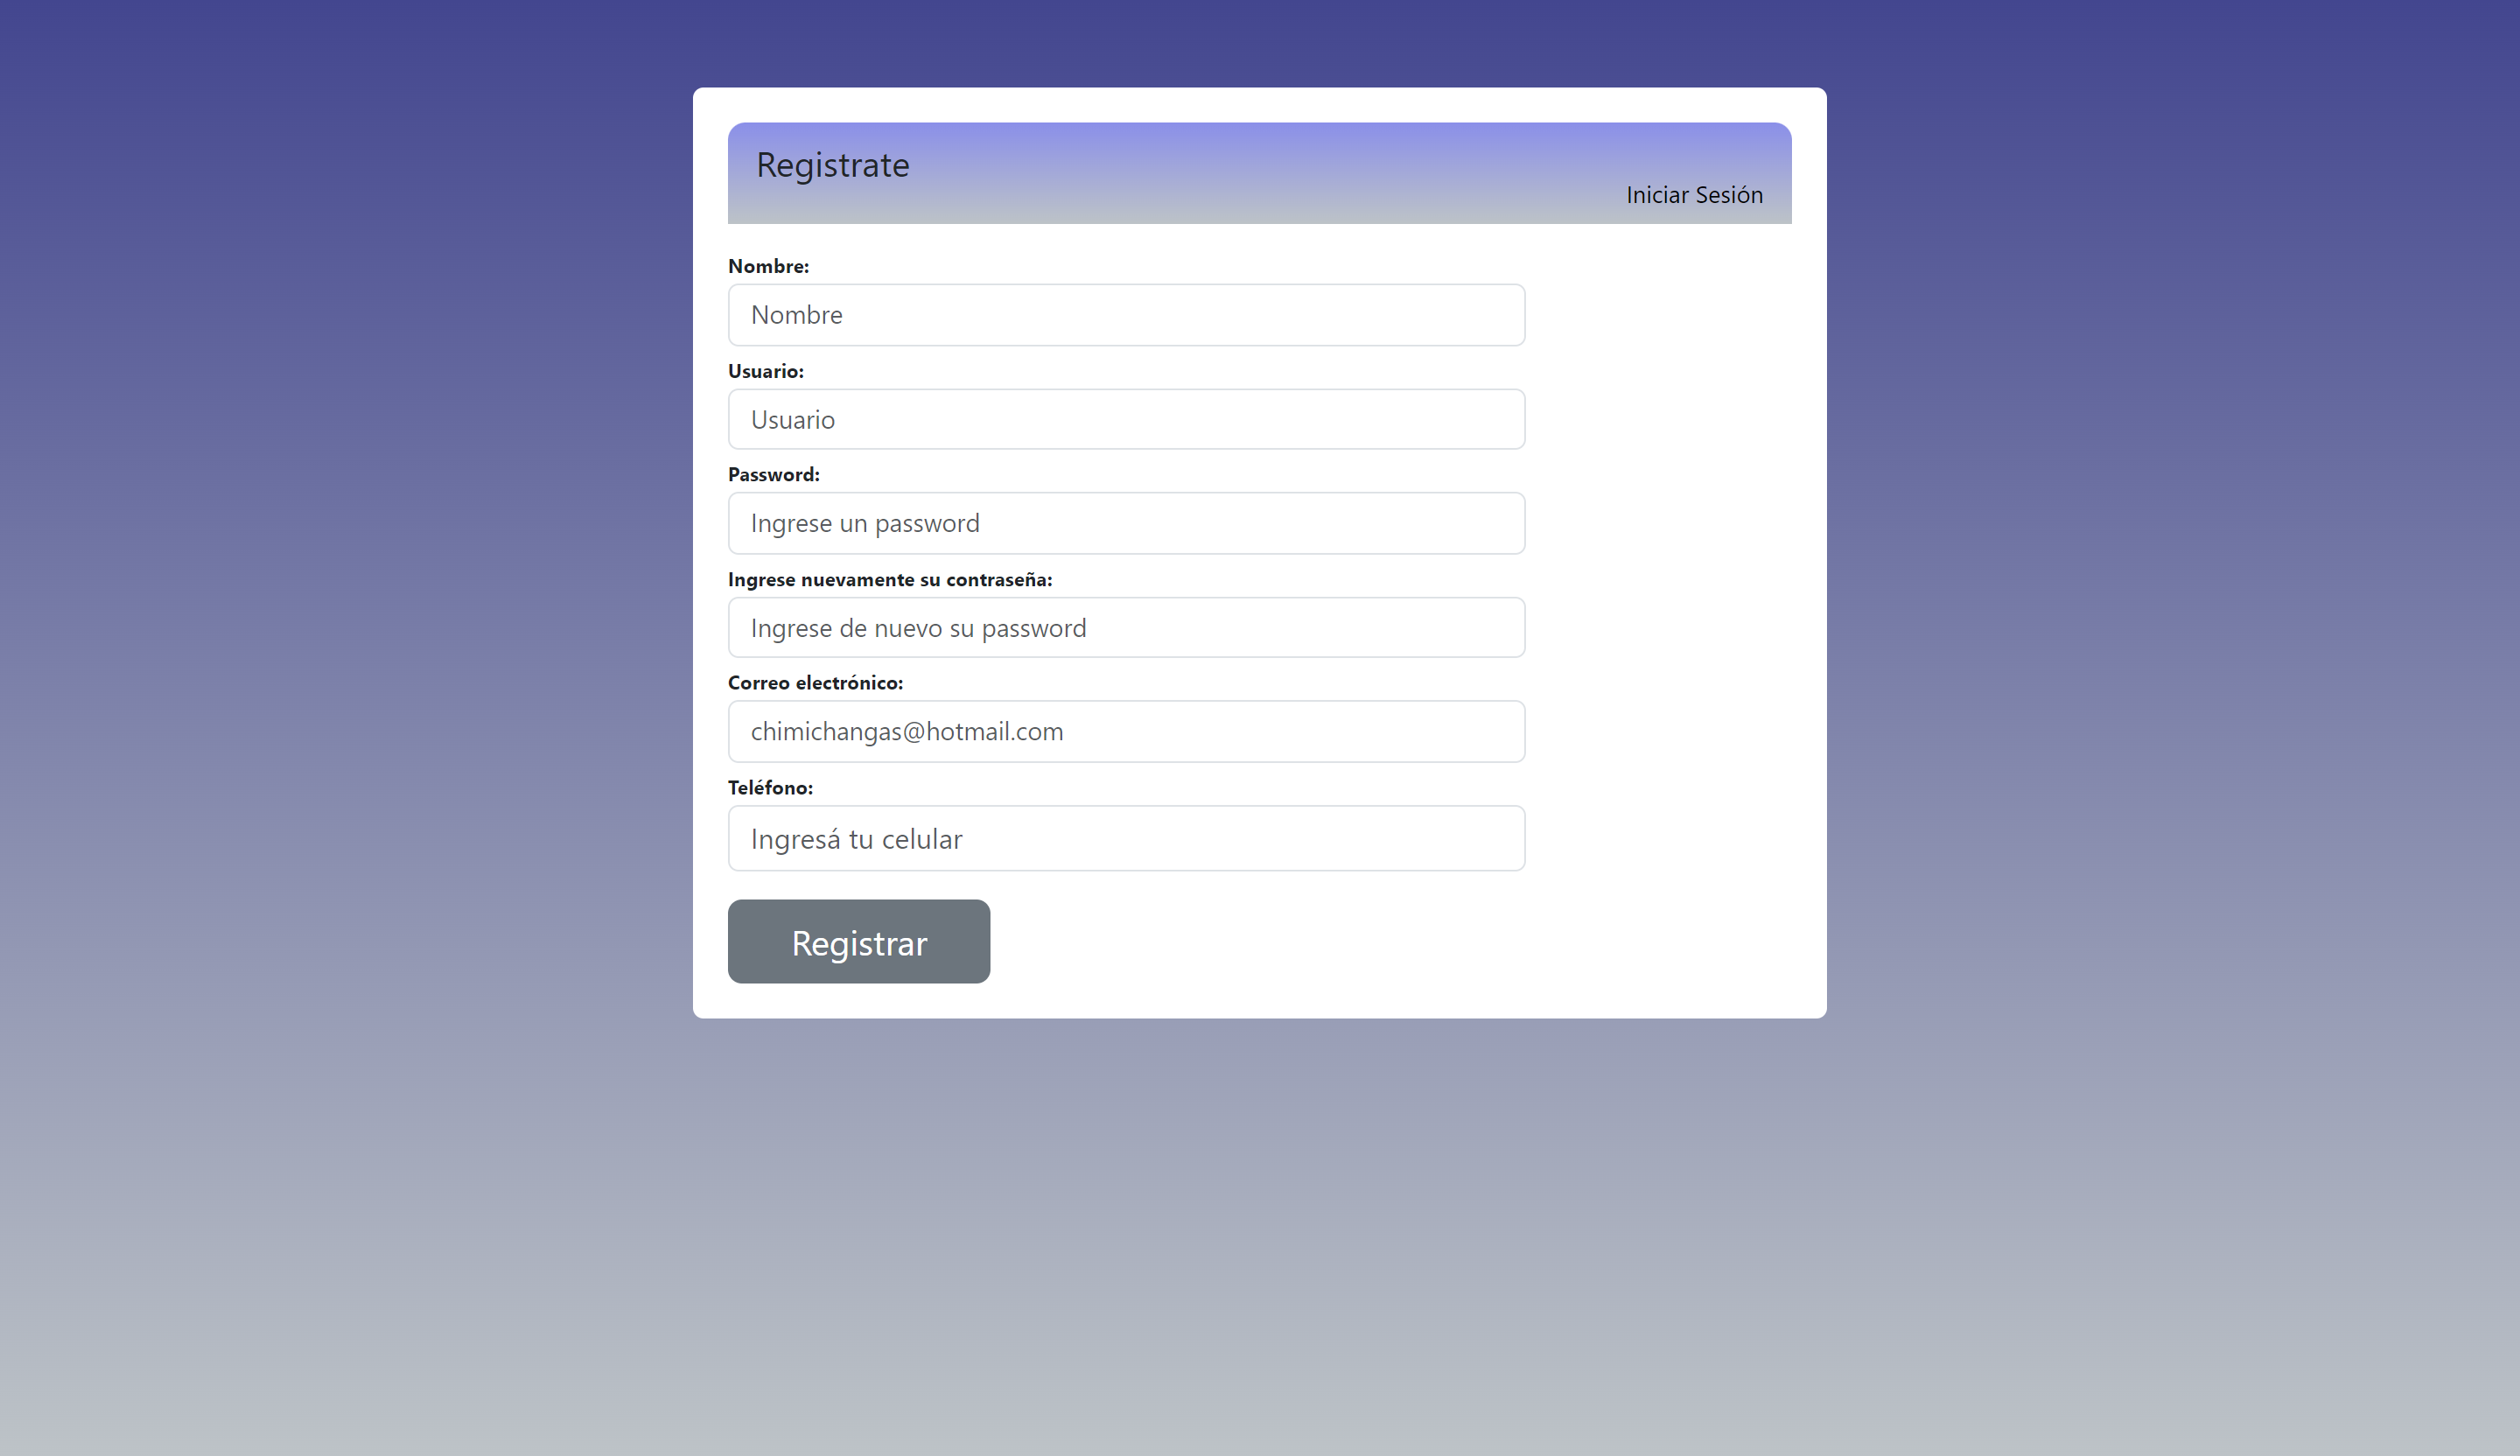 Registrate
Iniciar Sesión
Nombre:
Nombre
Usuario:
Usuario
Password:
Ingrese un password
Ingrese nuevamente su contraseña:
Ingrese de nuevo su password
Correo electrónico:
chimichangas@hotmail.com
Teléfono:
Ingresá tu celular
Registrar